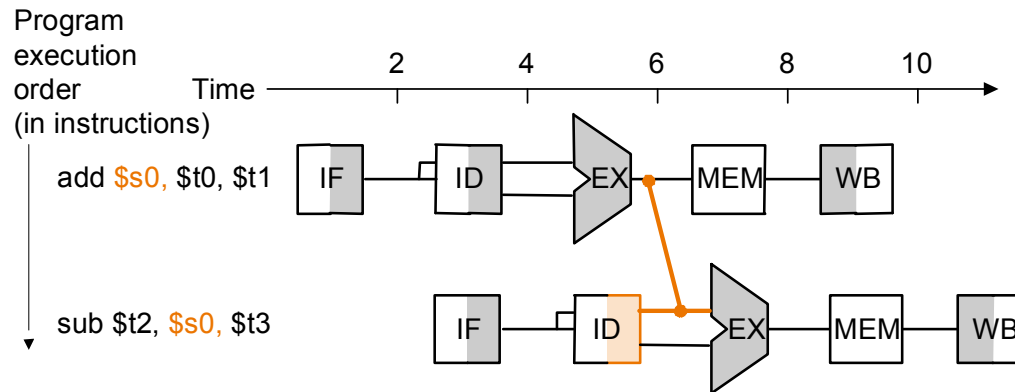 Program
execution
order Time
(in instructions)
2 4 6 8 10
add $s0, $t0, $t1
IF ID EX MEM WB
sub $t2, $s0, $t3
IF ID EX MEM WB